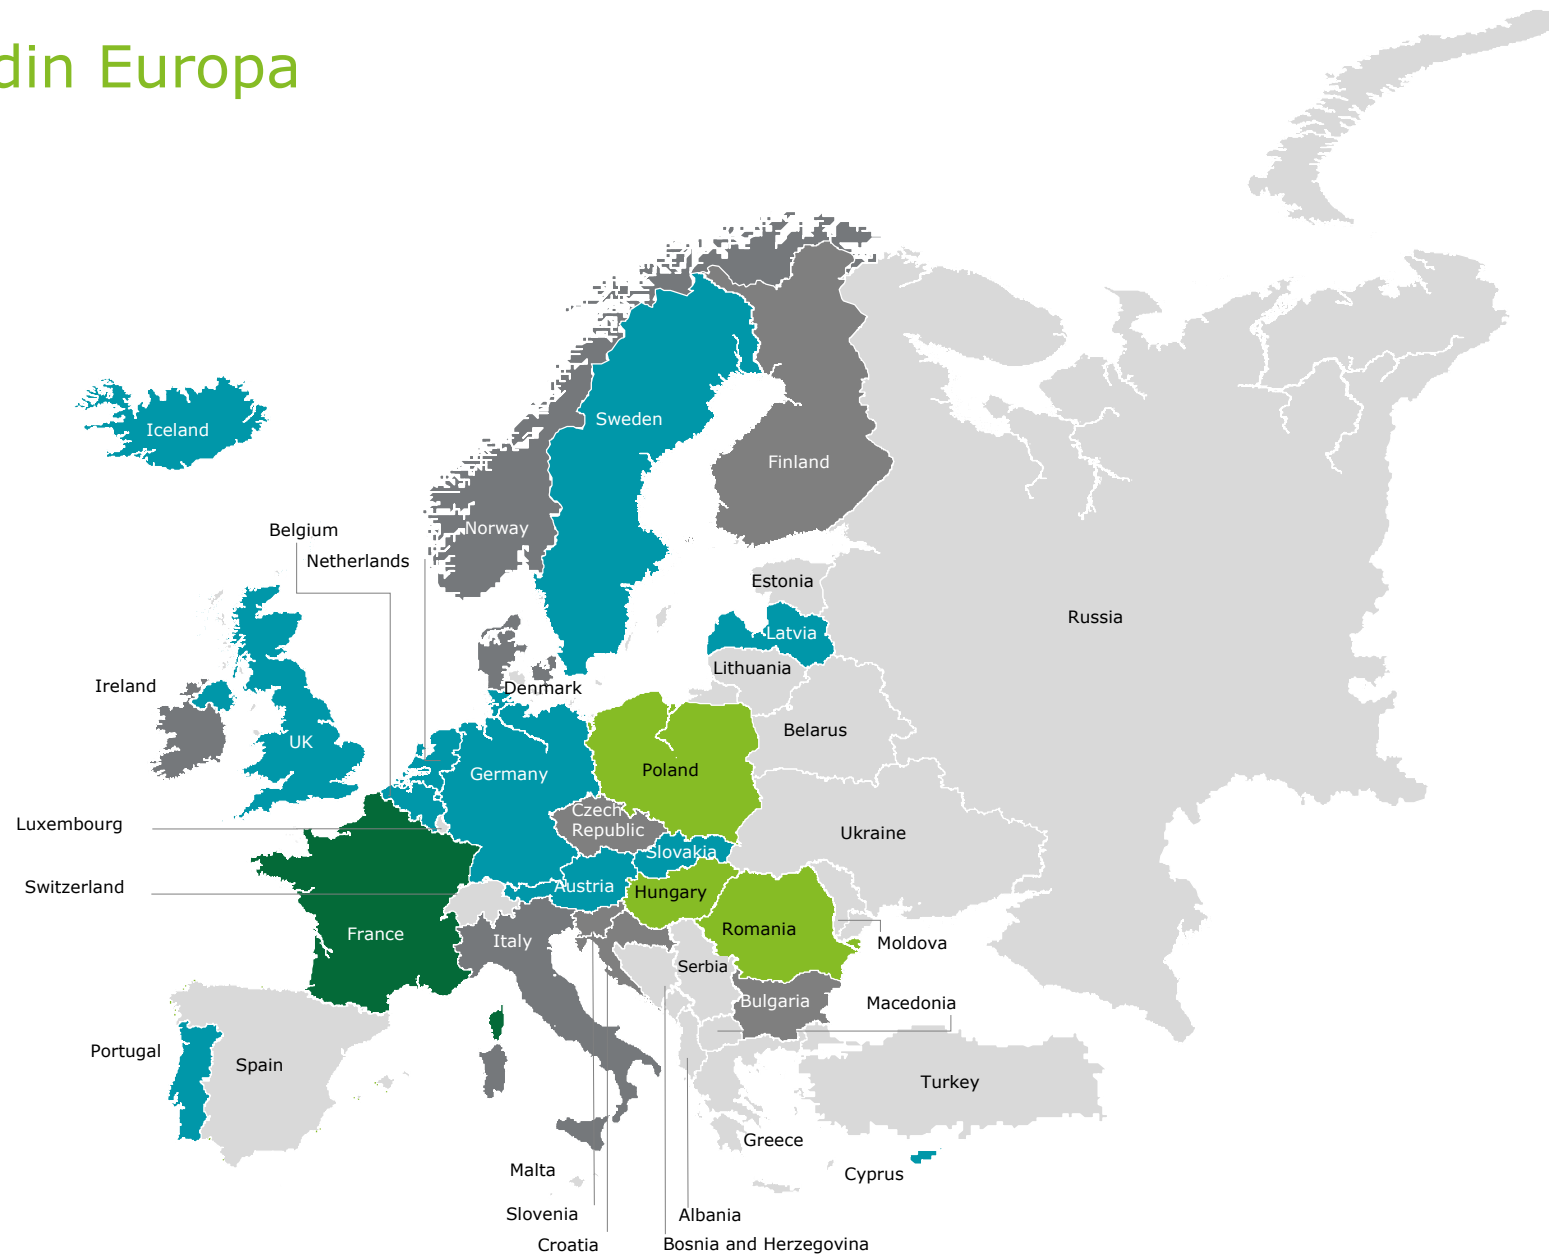 din Europa
Iceland
Sweden
Finland
Norway
Belgium
Netherlands
Estonia
Russia
Latvia
Lithuania
Ireland
Denmark
Belarus
UK
Germany
Poland
Czech
Republic
Luxembourg
Ukraine
Slovakia
Switzerland
Austria
Hungary
France
Italy
Romania
Moldova
Serbia
Bulgaria
Macedonia
Portugal
Spain
Turkey
Greece
Malta
Cyprus
Slovenia
Albania
Croatia
Bosnia and Herzegovina